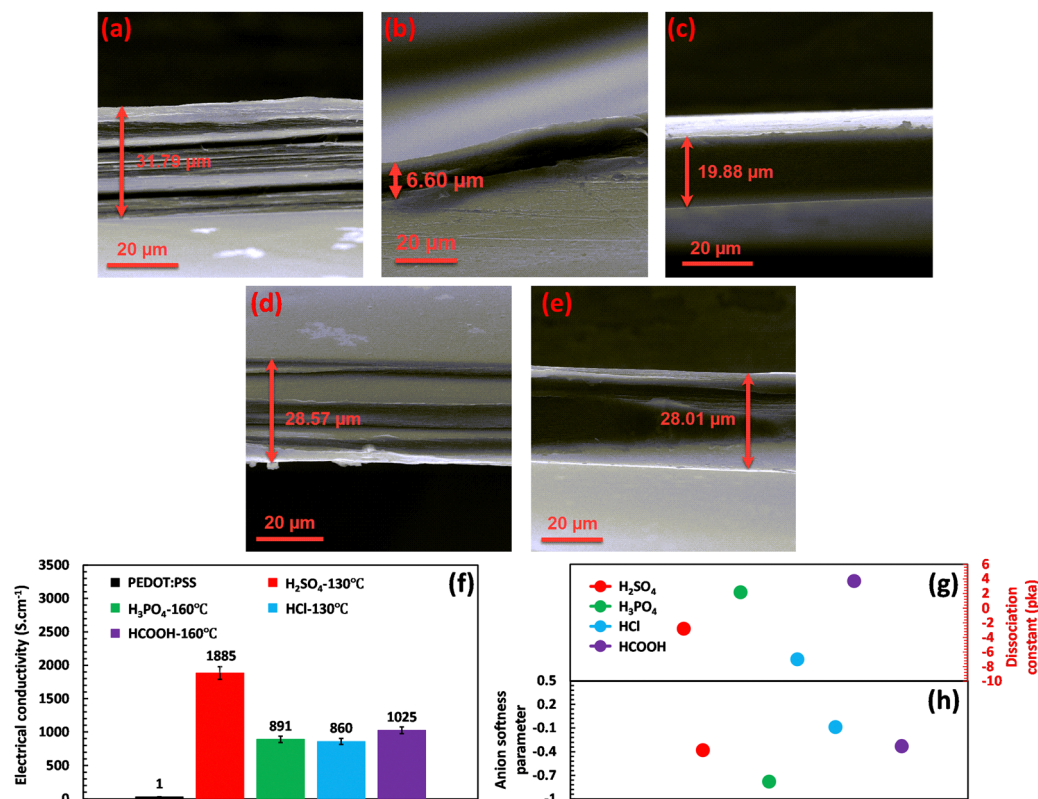 (a)
31.79 µm
20 µm
(b)
6.60 µm
20 µm
(c)
19.88 µm
20 µm
(d)
28.57 µm
20 µm
(e)
28.01 µm
20 µm
Electrical conductivity (S.cm⁻¹)
3500
3000
2500
2000
1500
1000
500
0
(f)
PEDOT:PSS
H₂SO₄-130℃
H₃PO₄-160℃
HCl-130℃
HCOOH-160℃
1
1885
891
860
1025
(g)
H₂SO₄
H₃PO₄
HCl
HCOOH
6
4
2
0
-2
-4
-6
-8
-10
Dissociation
constant (pka)
(h)
Anion softness
parameter
0.5
0.2
-0.1
-0.4
-0.7
-1